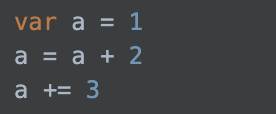 var a = 1
a = a + 2
a += 3